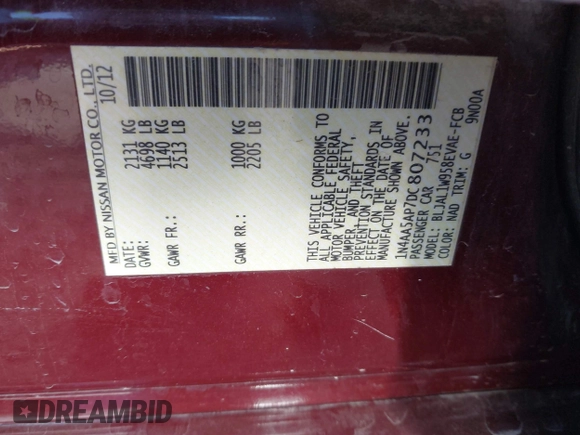 MFD BY NISSAN MOTOR CO., LTD.
DATE: 10/12
GVWR: 2131 KG
4698 LB
GAWR FR: 1140 KG
2513 LB
GAWR RR: 1000 KG
2205 LB
THIS VEHICLE CONFORMS TO
ALL APPLICABLE FEDERAL
MOTOR VEHICLE SAFETY,
BUMPER, AND THEFT
PREVENTION STANDARDS IN
EFFECT ON THE DATE OF
MANUFACTURE SHOWN ABOVE.
1N4AA5AP7DC807233
PASSENGER CAR 751
MODEL: BLJALLW958EVAE-FCB
COLOR: NAD TRIM: G 9N00A
DREAMBID